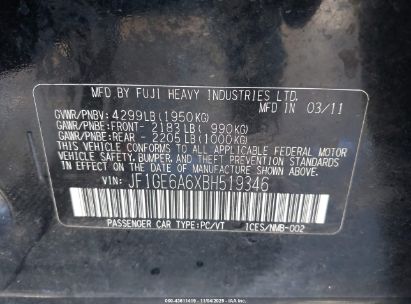 MFD BY FUJI HEAVY INDUSTRIES LTD.
MFD IN 03/11
GVWR/PNBV: 4299LB(1950KG)
GAWR/PNBE:FRONT- 2183LB( 990KG)
GAWR/PNBE:REAR - 2205LB(1000KG)
THIS VEHICLE CONFORMS TO ALL APPLICABLE FEDERAL MOTOR
VEHICLE SAFETY, BUMPER, AND THEFT PREVENTION STANDARDS
IN EFFECT ON THE DATE OF MANUFACTURE SHOWN ABOVE.
VIN: JF1GE6A6XBH519346
PASSENGER CAR TYPE:PC/VT ICES/NMB-002